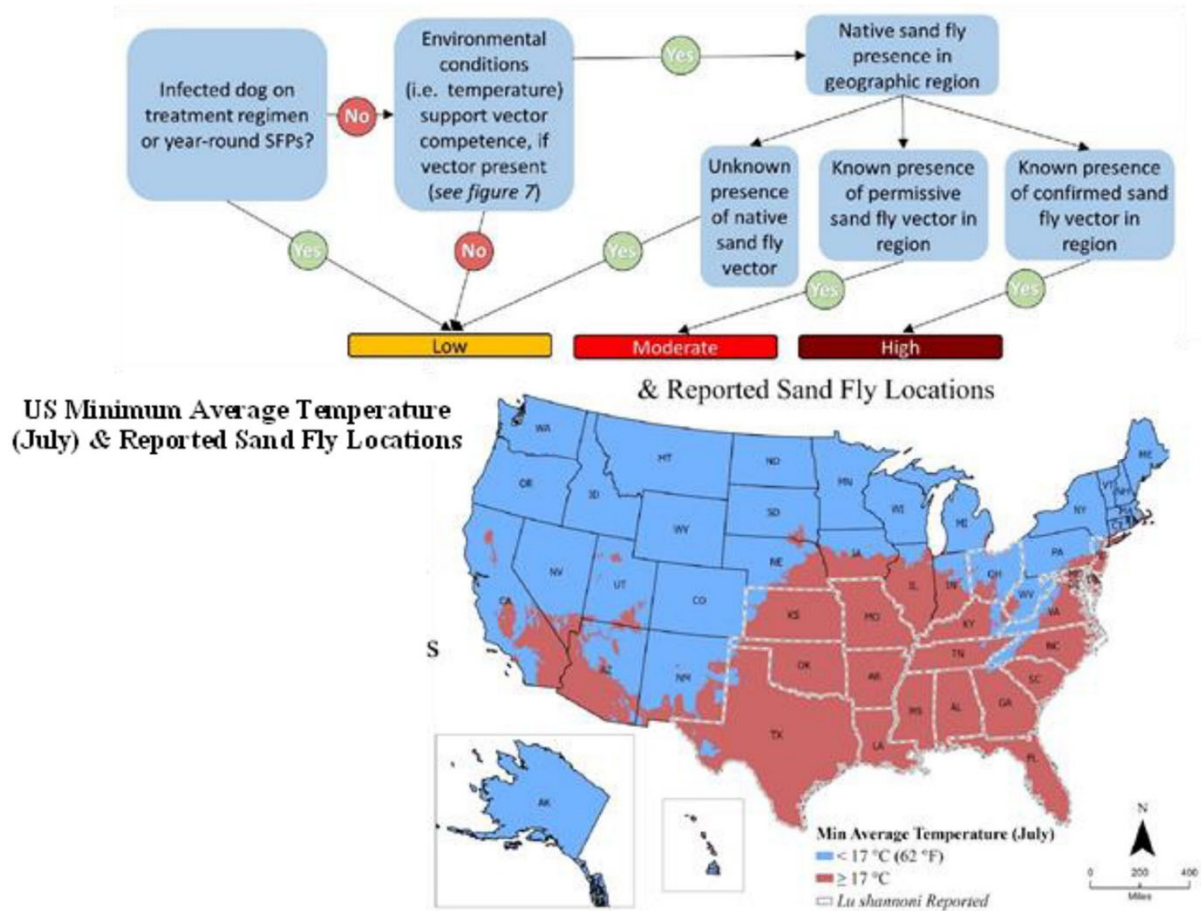 Infected dog on
treatment regimen
or year-round SFPs?
No
Environmental
conditions
(i.e. temperature)
support vector
competence, if
vector present
(see figure 7)
Yes
Native sand fly
presence in
geographic region
Unknown
presence
of native
sand fly
vector
Known presence
of permissive
sand fly vector in
region
Known presence
of confirmed sand
fly vector in
region
Yes
No
Yes
Yes
Yes
Low
Moderate
High
& Reported Sand Fly Locations
US Minimum Average Temperature
(July) & Reported Sand Fly Locations
S
WA
MT
ND
MN
ME
VT
NH
OR
ID
WY
SD
WI
MI
NY
MA
CT
NV
UT
CO
NE
IA
IL
IN
OH
PA
WV
VA
CA
AZ
NM
KS
MO
KY
OK
AR
TN
NC
SC
TX
LA
MS
AL
GA
FL
AK
N
Min Average Temperature (July)
< 17 °C (62 °F)
≥ 17 °C
Lu shannoni Reported
0 200 400
Miles